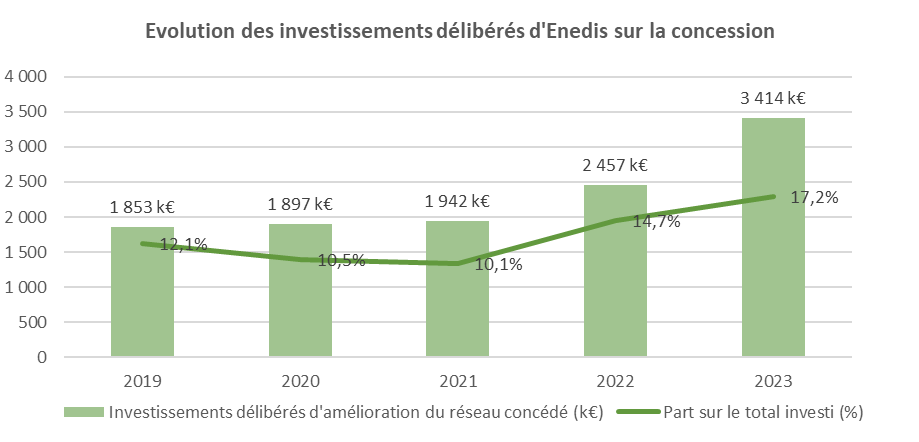 Evolution des investissements délibérés d'Enedis sur la concession
4 000
3 500
3 000
2 500
2 000
1 500
1 000
500
0
1 853 k€
1 897 k€
1 942 k€
2 457 k€
3 414 k€
12,1%
10,5%
10,1%
14,7%
17,2%
2019
2020
2021
2022
2023
Investissements délibérés d'amélioration du réseau concédé (k€)
Part sur le total investi (%)